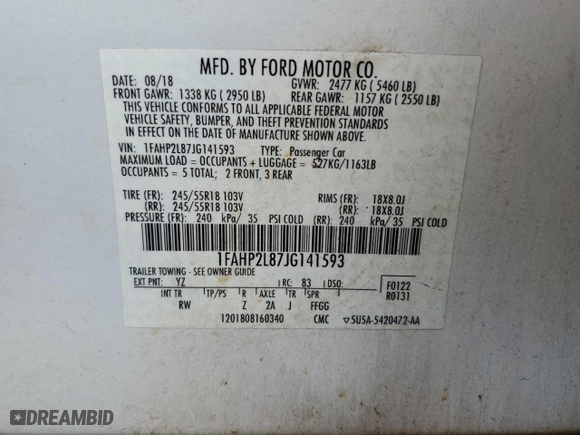 MFD. BY FORD MOTOR CO.
DATE: 08/18 GVWR: 2477 KG ( 5460 LB)
FRONT GAWR: 1338 KG ( 2950 LB) REAR GAWR: 1157 KG ( 2550 LB)
THIS VEHICLE CONFORMS TO ALL APPLICABLE FEDERAL MOTOR
VEHICLE SAFETY, BUMPER, AND THEFT PREVENTION STANDARDS
IN EFFECT ON THE DATE OF MANUFACTURE SHOWN ABOVE.
VIN: 1FAHP2L87JG141593 TYPE: Passenger Car
MAXIMUM LOAD = OCCUPANTS + LUGGAGE = 527KG/1163LB
OCCUPANTS = 5 TOTAL; 2 FRONT, 3 REAR
TIRE (FR): 245/55R18 103V RIMS (FR): 18X8.0J
(RR): 245/55R18 103V (RR): 18X8.0J
PRESSURE (FR): 240 kPa/ 35 PSI COLD (RR) 240 kPa/ 35 PSI COLD
1FAHP2L87JG141593
TRAILER TOWING - SEE OWNER GUIDE
EXT PNT: YZ RC: 83 DSO: F0122
INT TR TP/PS R AXLE TR SPR R0131
RW Z 2A J FFGG
1201808160340 CMC ▽5U5A-5420472-AA
DREAMBID